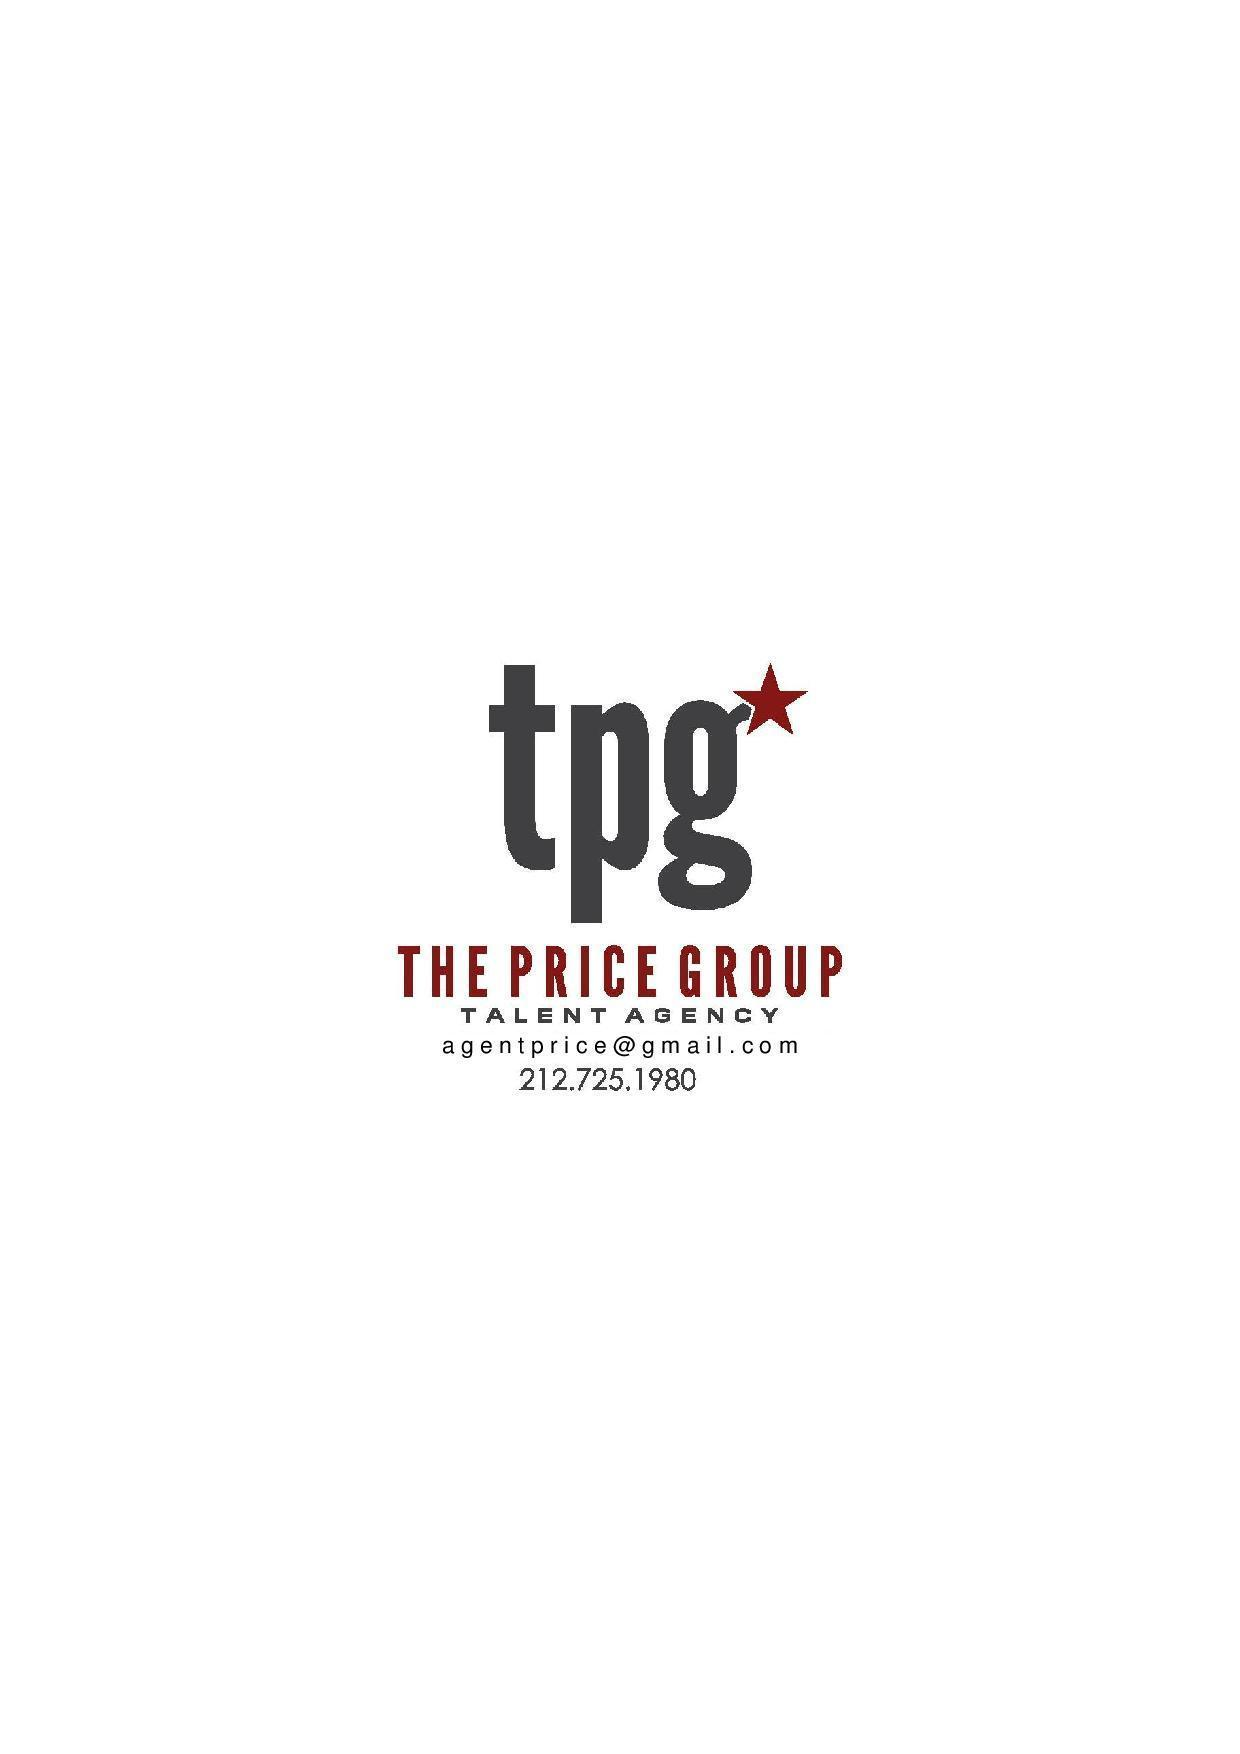 tpg
THE PRICE GROUP
TALENT AGENCY
agentprice@gmail.com
212.725.1980